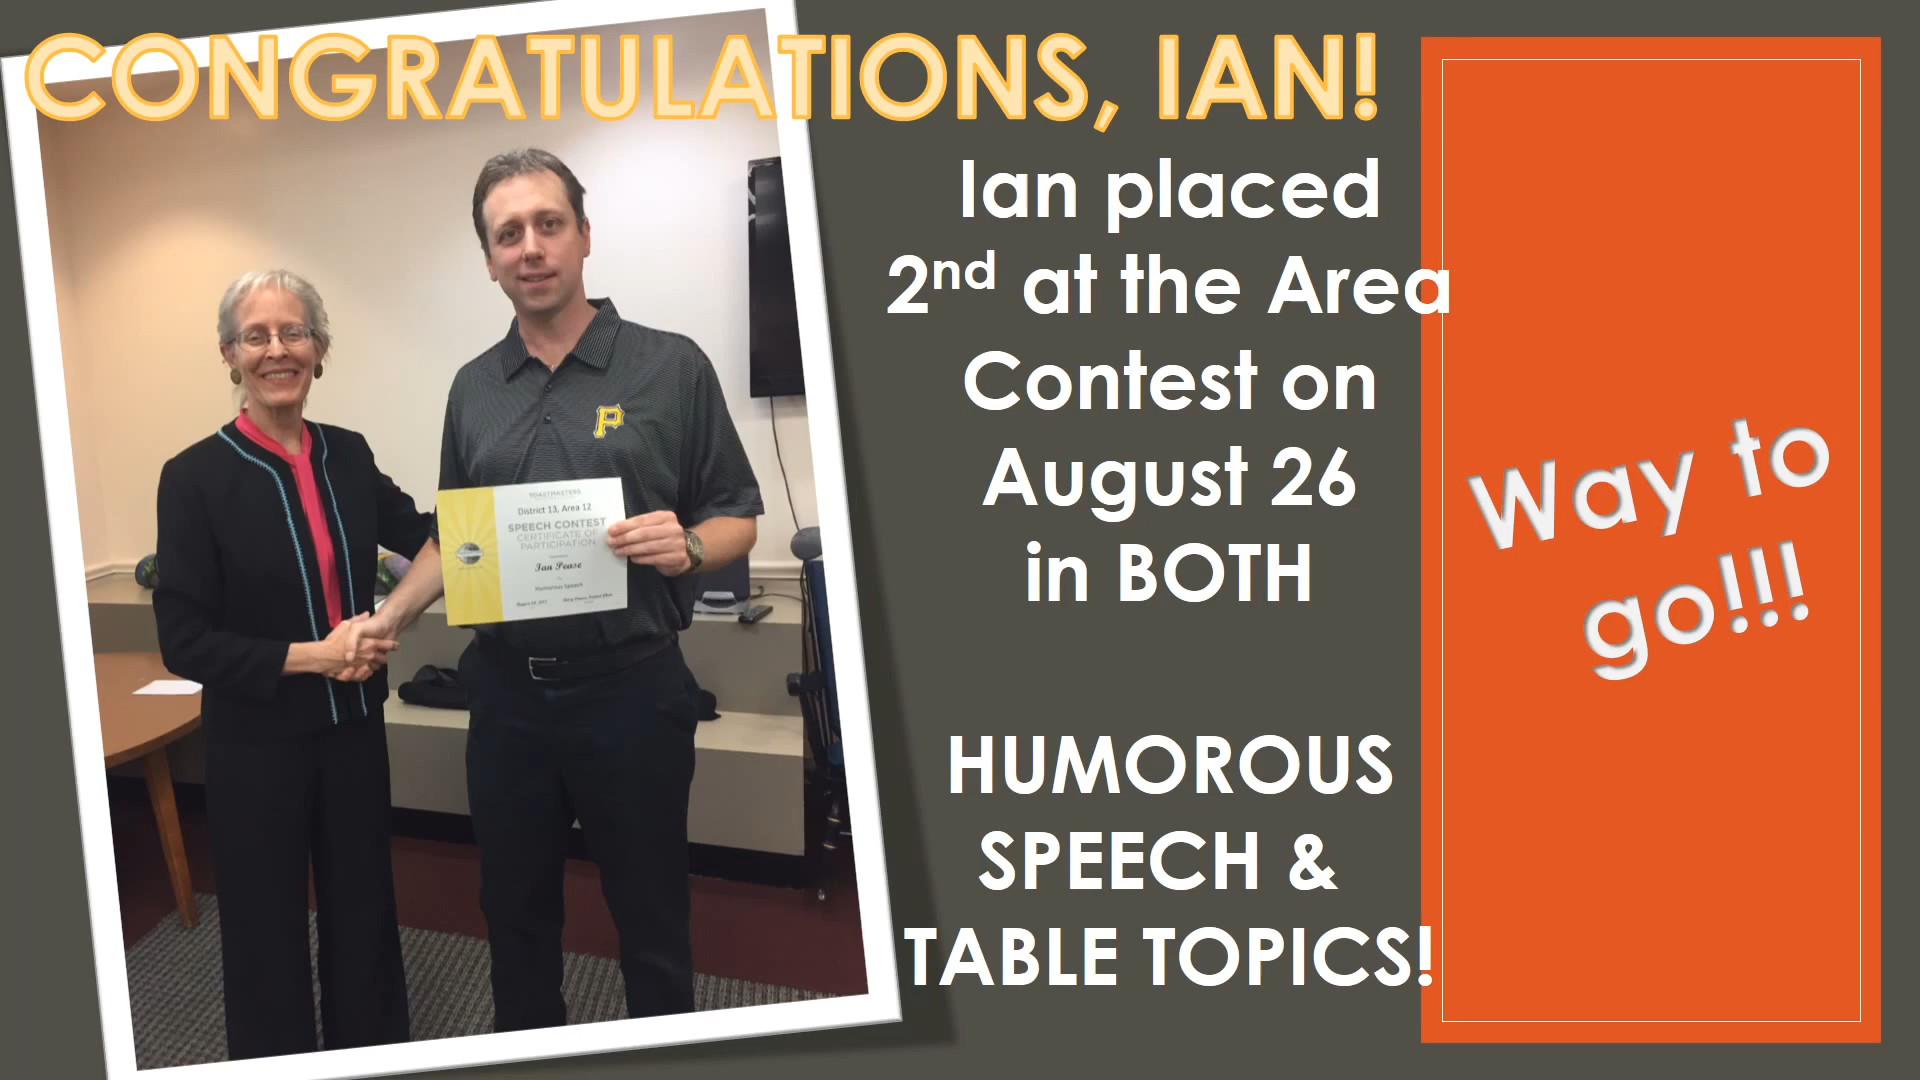 CONGRATULATIONS, IAN!
Ian placed
2nd at the Area
Contest on
August 26
in BOTH
HUMOROUS
SPEECH &
TABLE TOPICS!
Way to
go!!!
P
TOASTMASTERS
District 13, Area 12
SPEECH CONTEST
CERTIFICATE OF
PARTICIPATION
Ian Pease
Humorous Speech